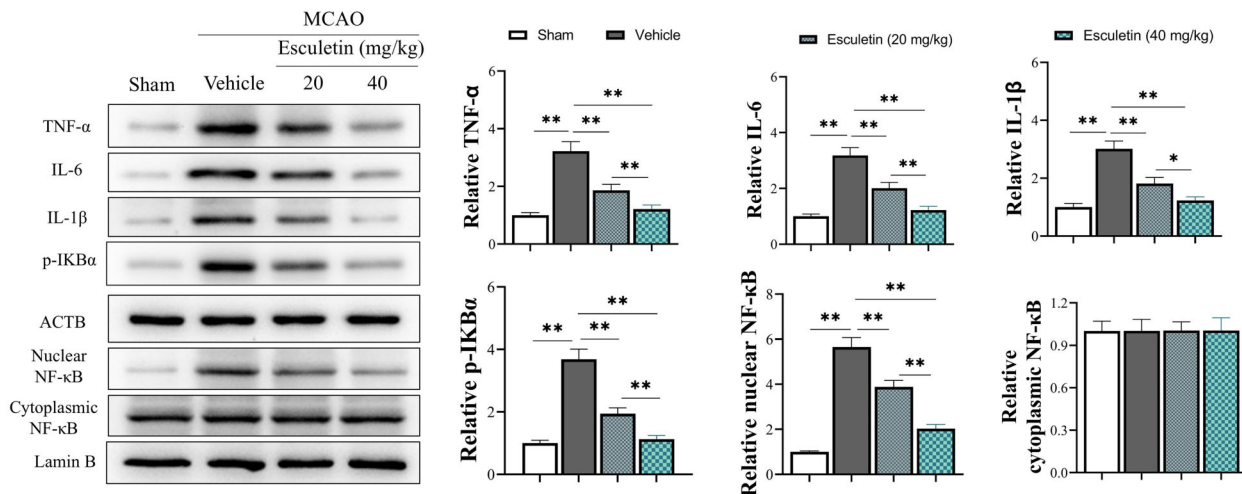 MCAO
Esculetin (mg/kg)
Sham Vehicle 20 40
TNF-α
IL-6
IL-1β
p-IKBα
ACTB
Nuclear
NF-κB
Cytoplasmic
NF-κB
Lamin B
Sham Vehicle Esculetin (20 mg/kg) Esculetin (40 mg/kg)
Relative TNF-α
6
4
2
0
** ** ** **
Relative IL-6
6
4
2
0
** ** ** **
Relative IL-1β
6
4
2
0
** ** ** *
Relative p-IKBα
6
4
2
0
** ** ** **
Relative nuclear NF-κB
8
6
4
2
0
** ** ** **
Relative
cytoplasmic NF-κB
1.2
0.9
0.6
0.3
0.0